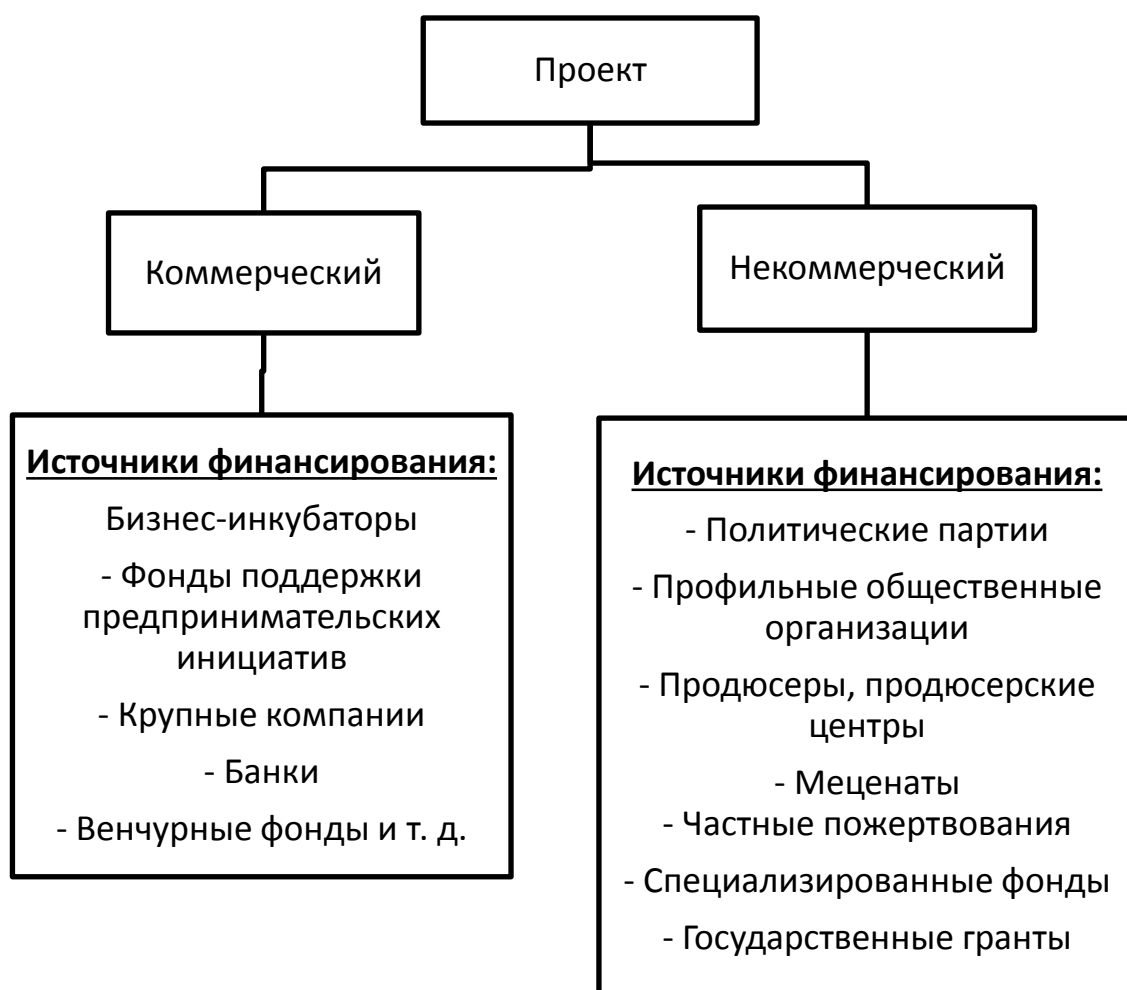 Проект
Коммерческий
Некоммерческий
Источники финансирования:
Бизнес-инкубаторы
- Фонды поддержки
предпринимательских
инициатив
- Крупные компании
- Банки
- Венчурные фонды и т. д.
Источники финансирования:
- Политические партии
- Профильные общественные
организации
- Продюсеры, продюсерские
центры
- Меценаты
- Частные пожертвования
- Специализированные фонды
- Государственные гранты